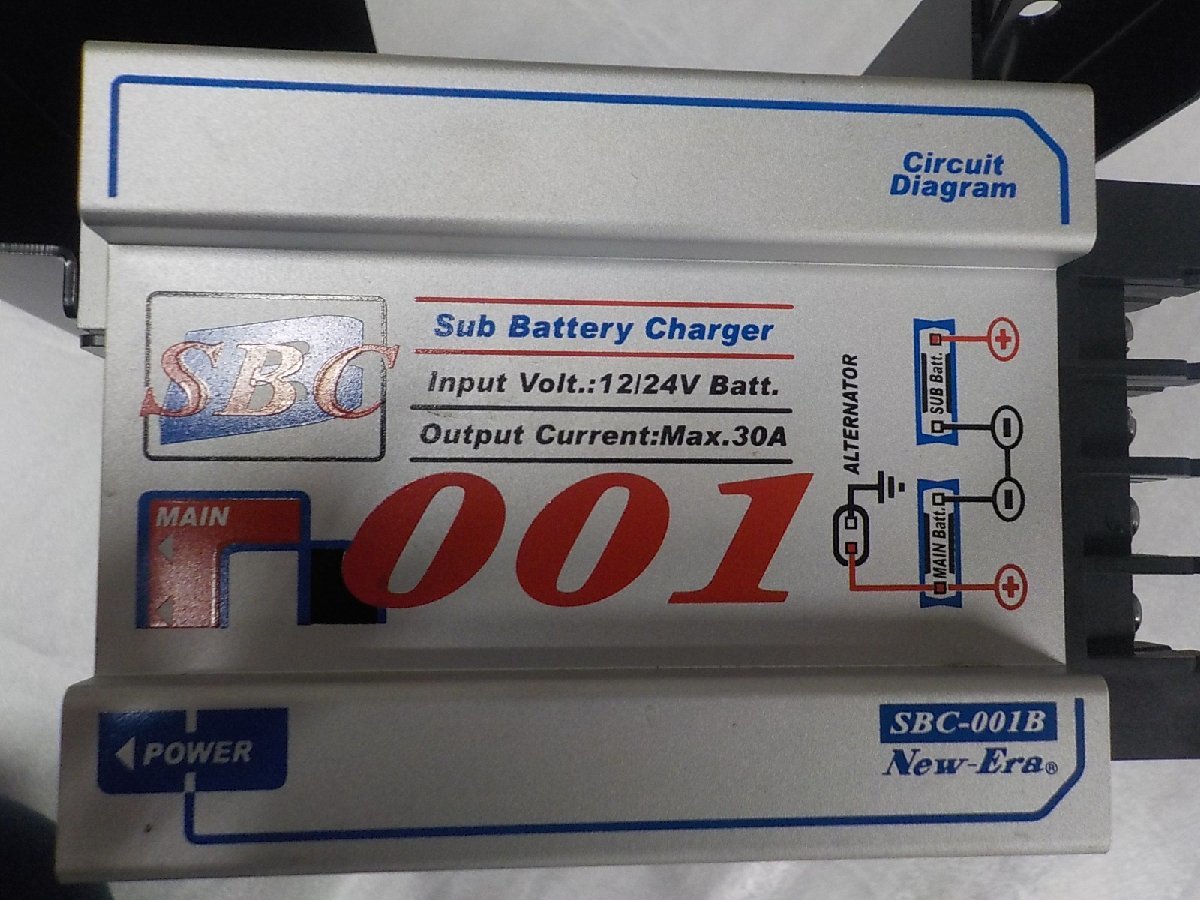 Circuit
Diagram
SBC
Sub Battery Charger
Input Volt.:12/24V Batt.
Output Current:Max.30A
001
MAIN
ALTERNATOR
SUB Batt.
+
−
−
MAIN Batt.
+
POWER
SBC-001B
New-Era®